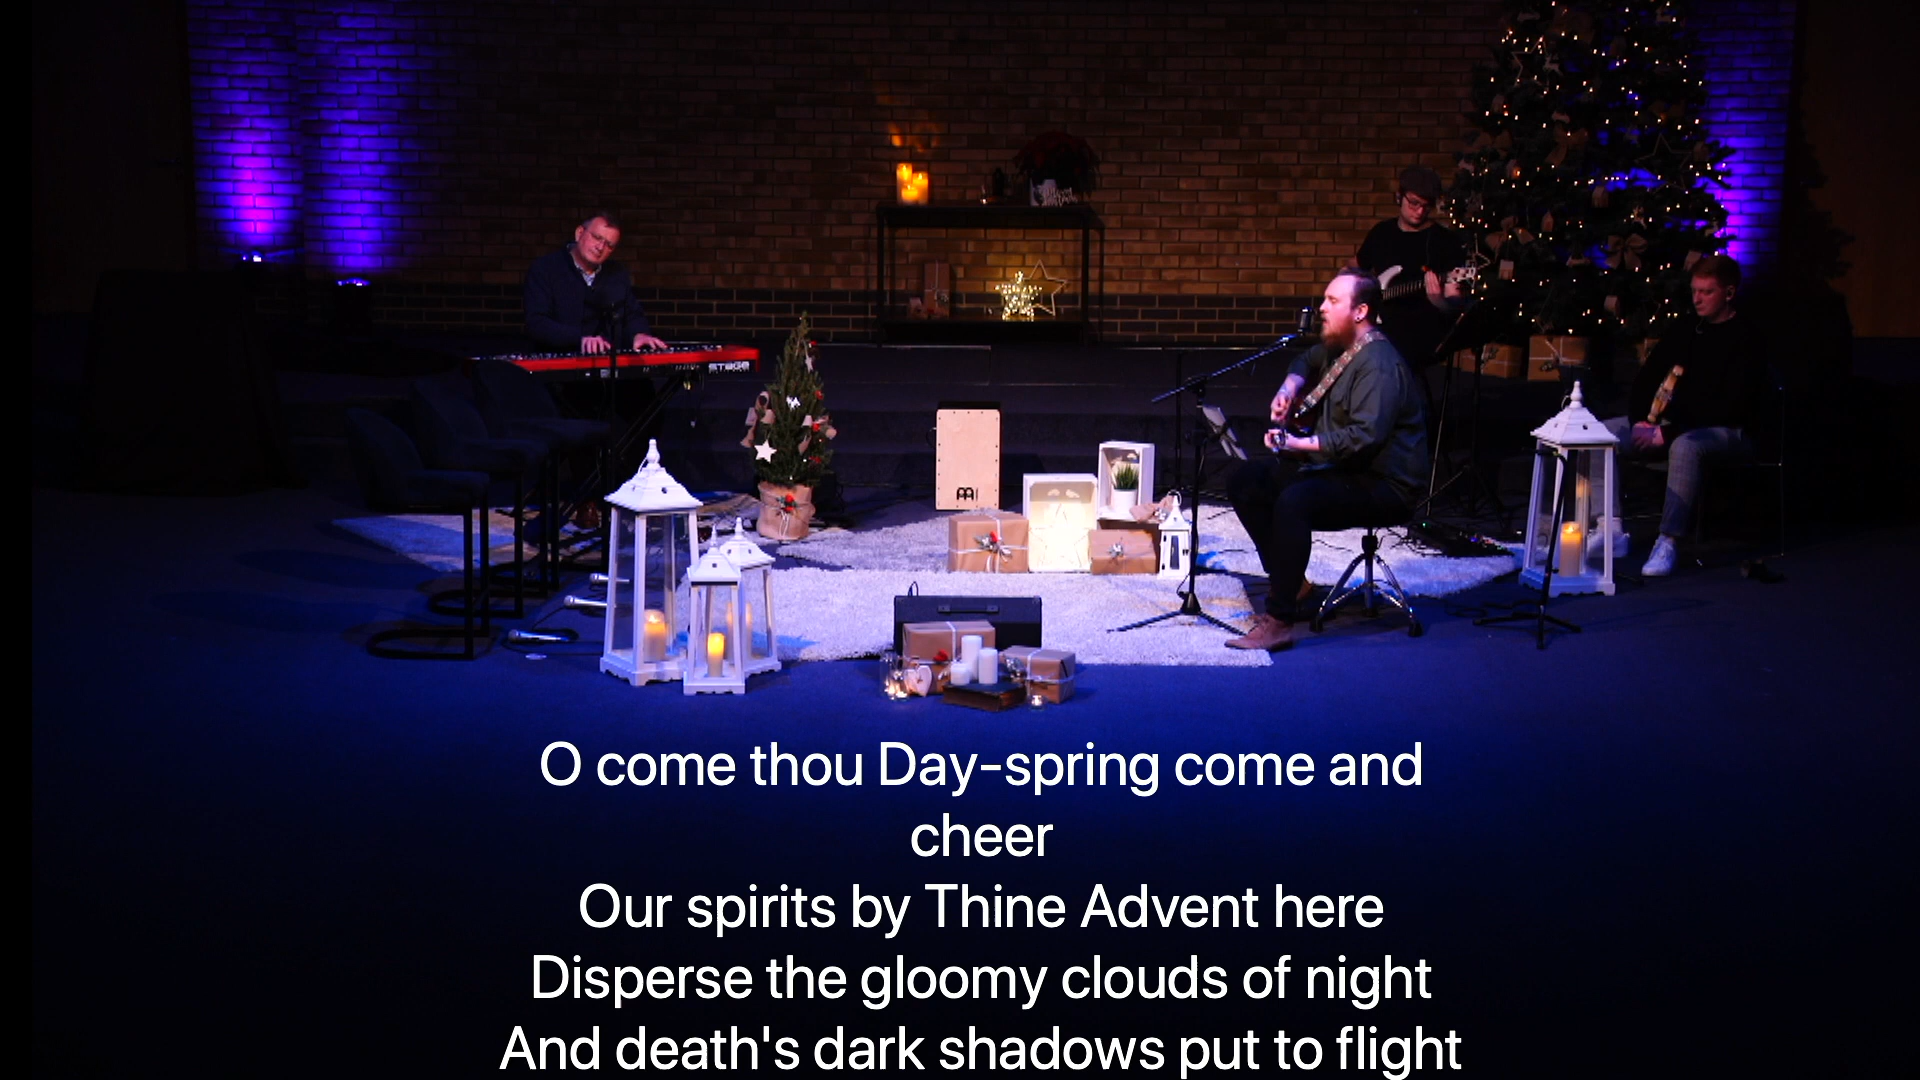 stage
O come thou Day-spring come and
cheer
Our spirits by Thine Advent here
Disperse the gloomy clouds of night
And death's dark shadows put to flight